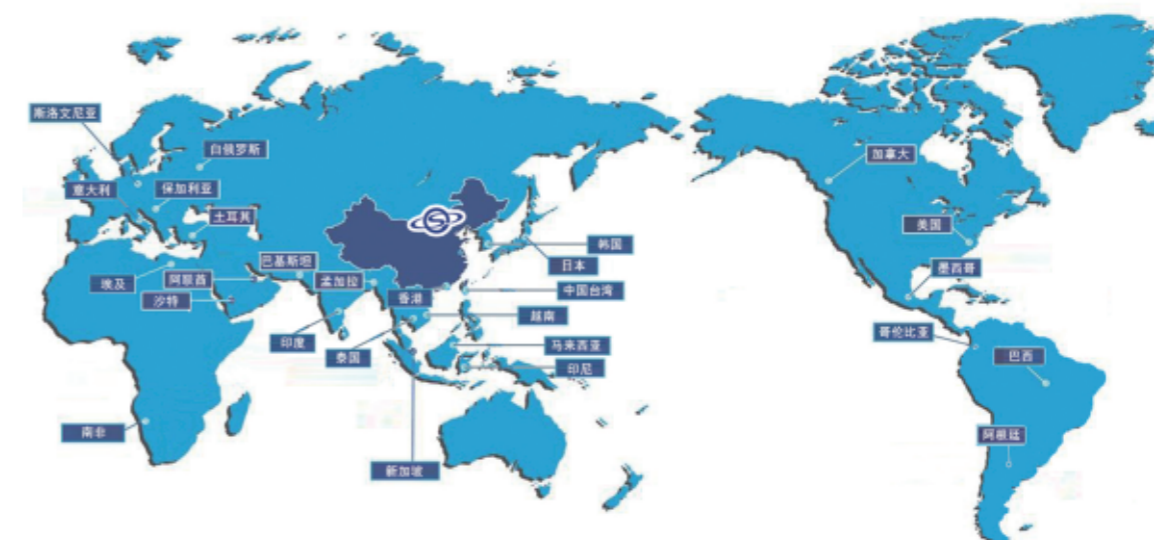 斯洛文尼亚
白俄罗斯
意大利
保加利亚
土耳其
埃及
阿联酋
沙特
巴基斯坦
孟加拉
印度
泰国
香港
韩国
日本
中国台湾
越南
马来西亚
印尼
新加坡
南非
加拿大
美国
墨西哥
哥伦比亚
巴西
阿根廷